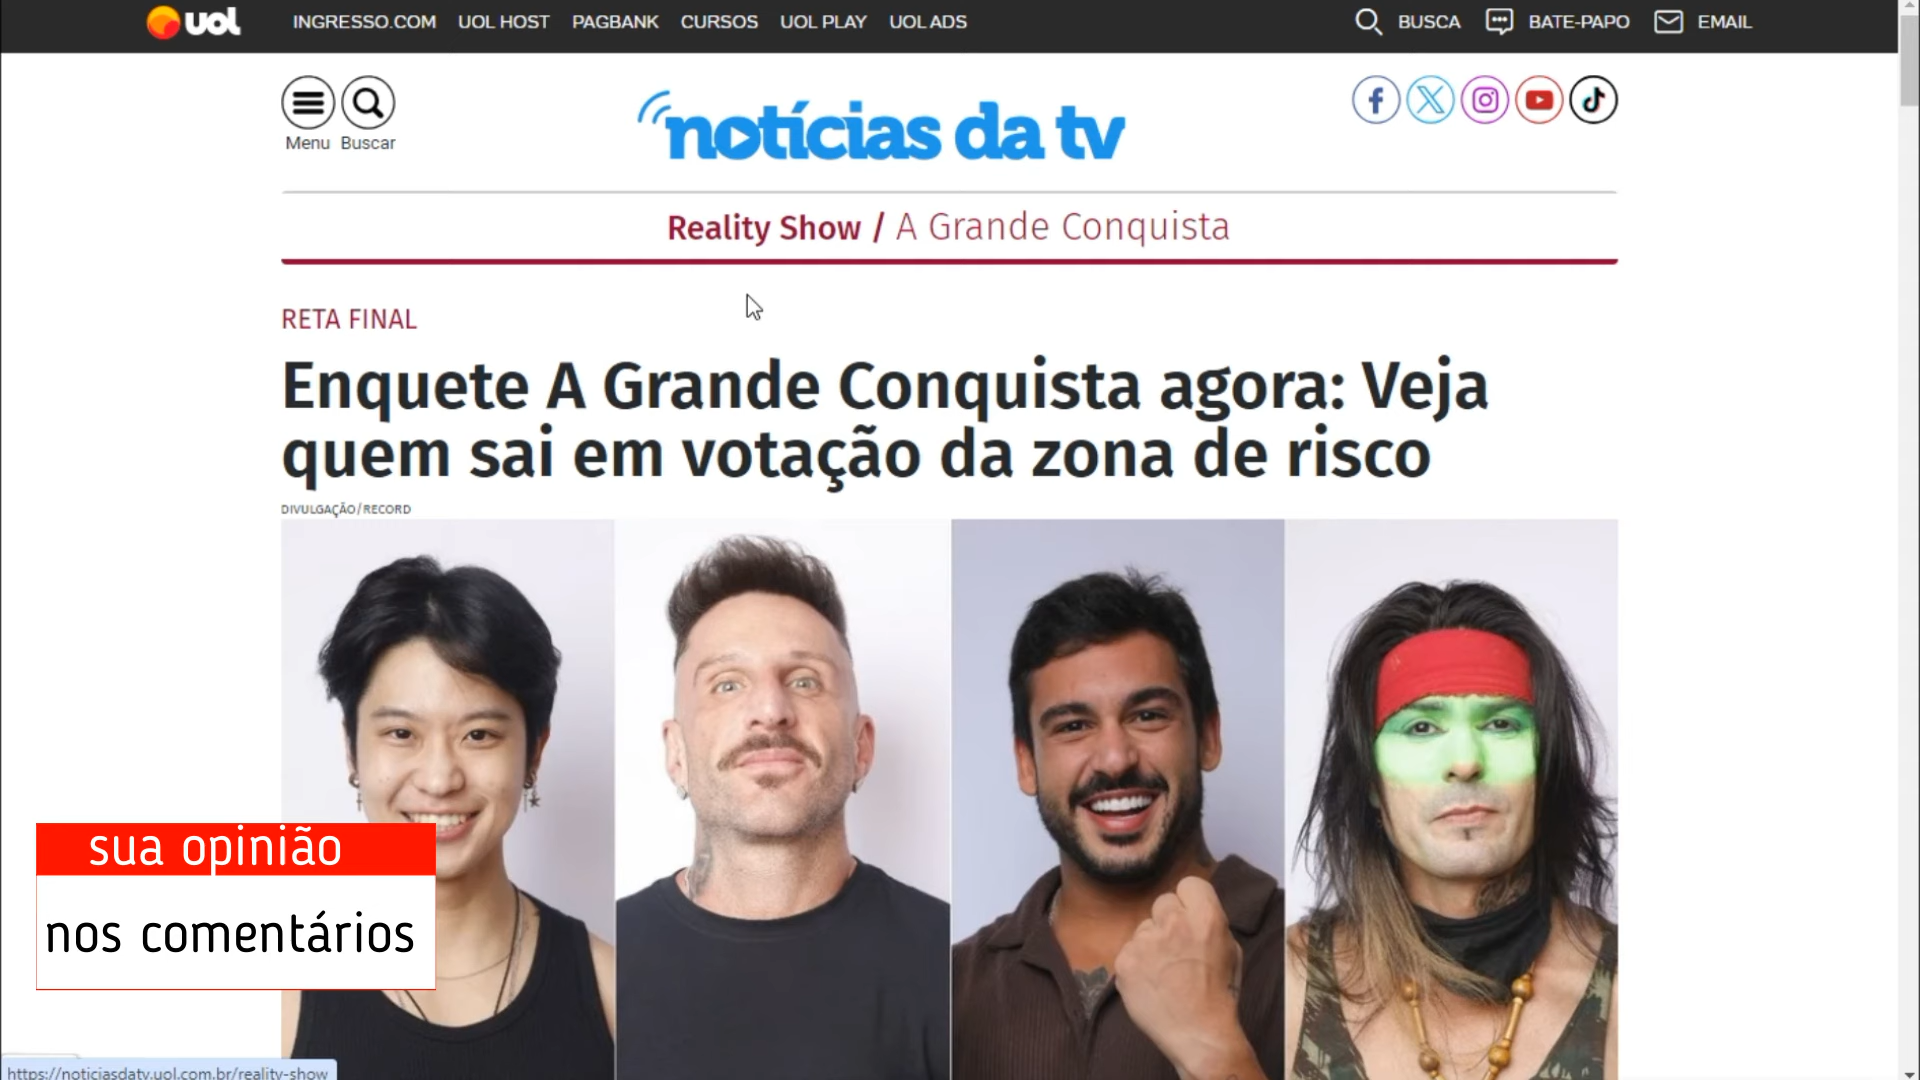 uol
INGRESSO.COM UOL HOST PAGBANK CURSOS UOL PLAY UOL ADS
BUSCA BATE-PAPO EMAIL
Menu Buscar
notícias da tv
Reality Show / A Grande Conquista
RETA FINAL
Enquete A Grande Conquista agora: Veja
quem sai em votação da zona de risco
DIVULGAÇÃO/RECORD
sua opinião
nos comentários
https://noticiasdatv.uol.com.br/reality-show